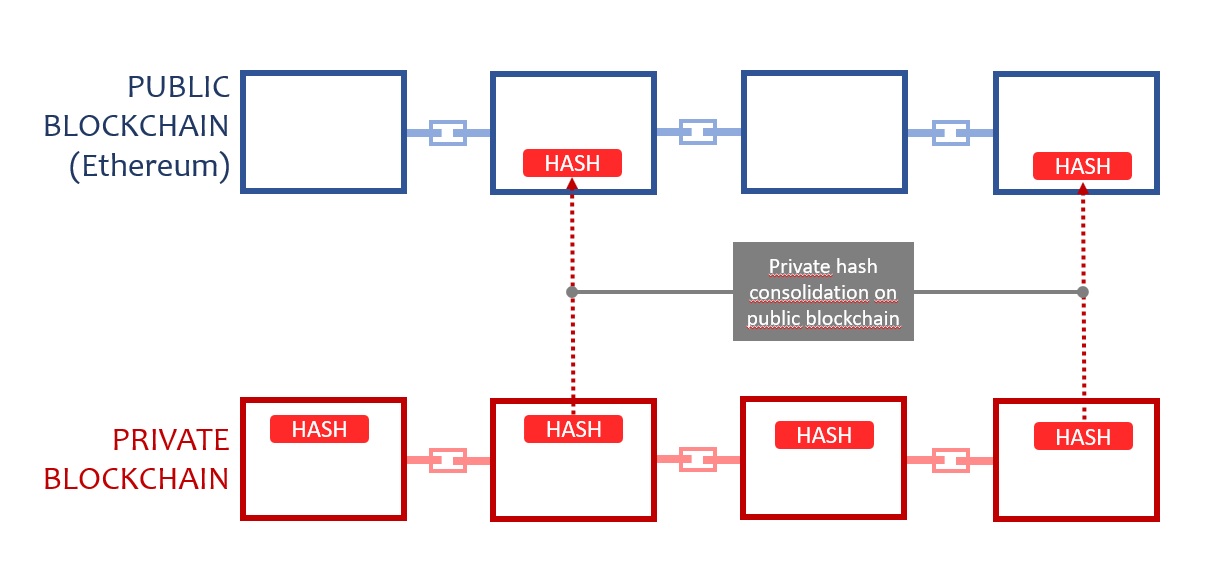 PUBLIC
BLOCKCHAIN
(Ethereum)
HASH
HASH
Private hash
consolidation on
public blockchain
PRIVATE
BLOCKCHAIN
HASH
HASH
HASH
HASH